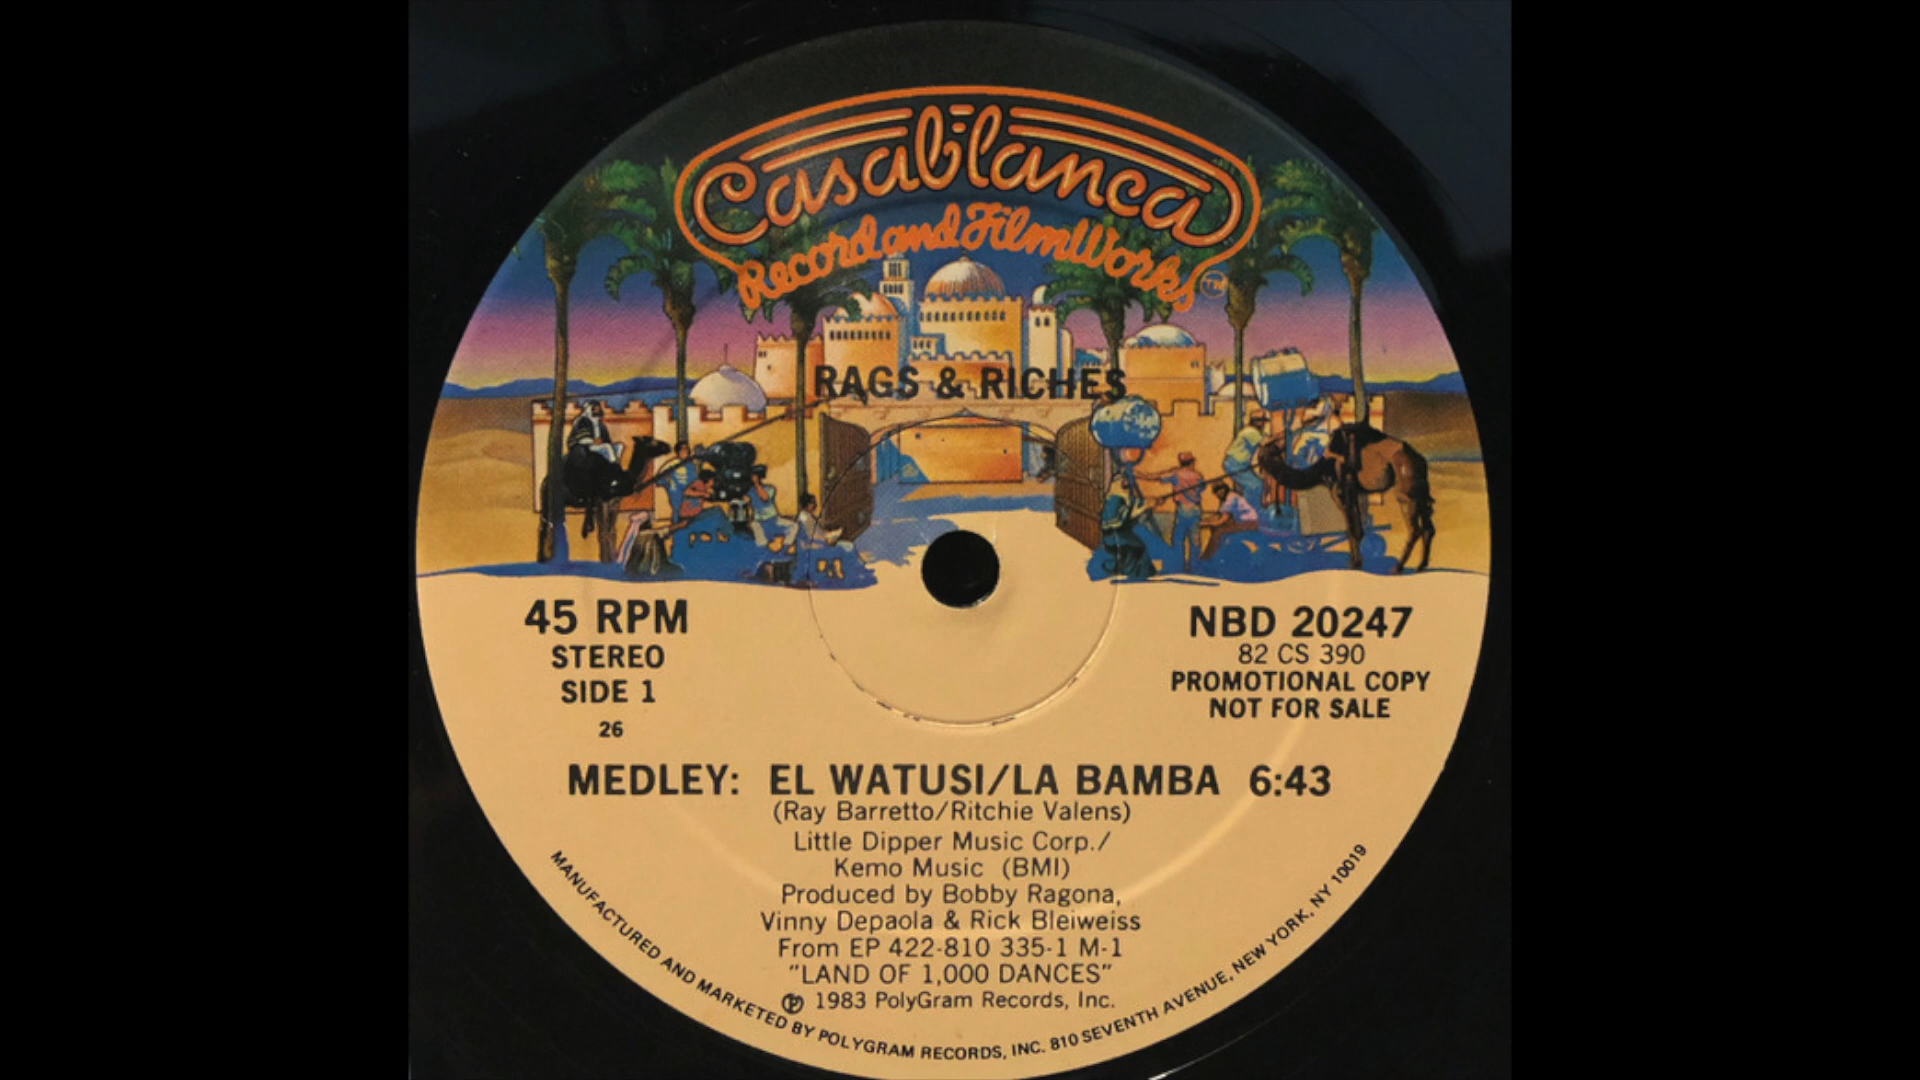 Casablanca
Record and FilmWorks™
RAGS & RICHES
45 RPM
STEREO
SIDE 1
26
NBD 20247
82 CS 390
PROMOTIONAL COPY
NOT FOR SALE
MEDLEY: EL WATUSI/LA BAMBA 6:43
(Ray Barretto/Ritchie Valens)
Little Dipper Music Corp./
Kemo Music (BMI)
Produced by Bobby Ragona,
Vinny Depaola & Rick Bleiweiss
From EP 422-810 335-1 M-1
"LAND OF 1,000 DANCES"
℗ 1983 PolyGram Records, Inc.
MANUFACTURED AND MARKETED BY POLYGRAM RECORDS, INC. 810 SEVENTH AVENUE, NEW YORK, NY 10019